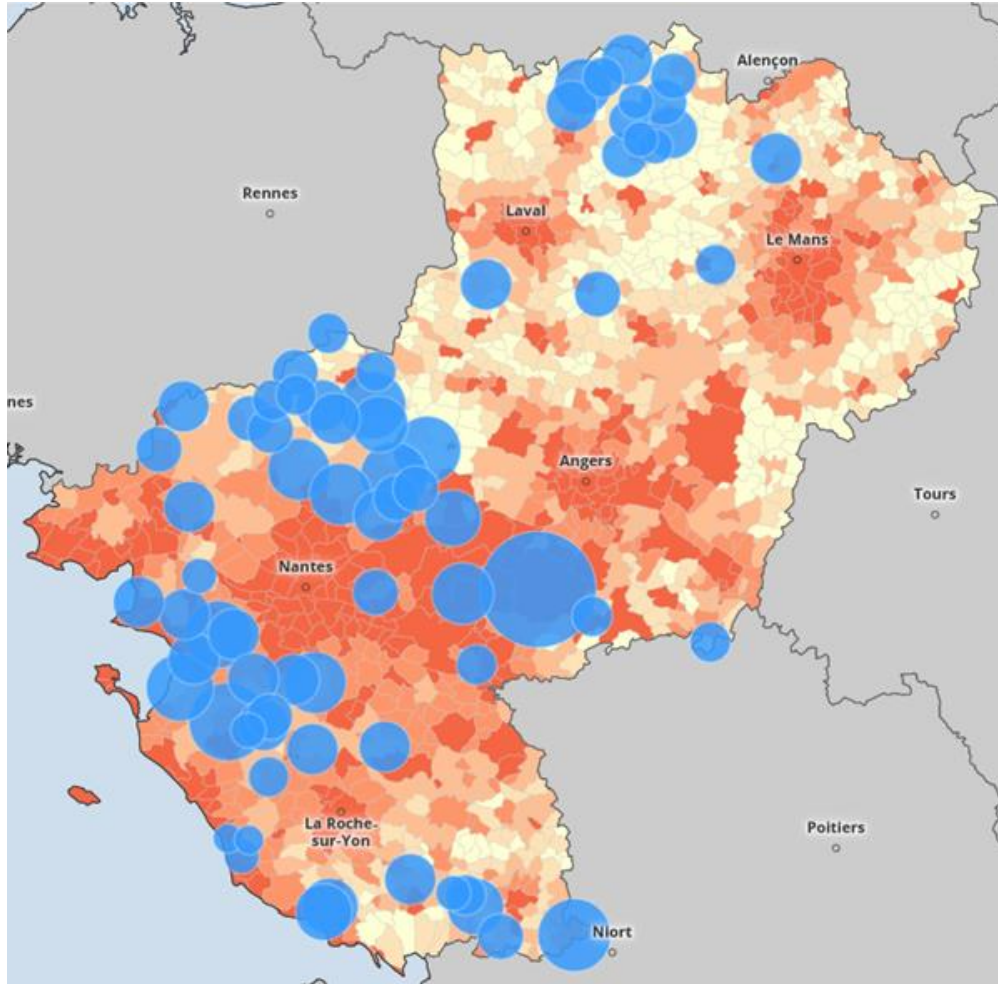 Alençon
Rennes
Laval
Le Mans
nes
Angers
Tours
Nantes
La Roche-
sur-Yon
Poitiers
Niort